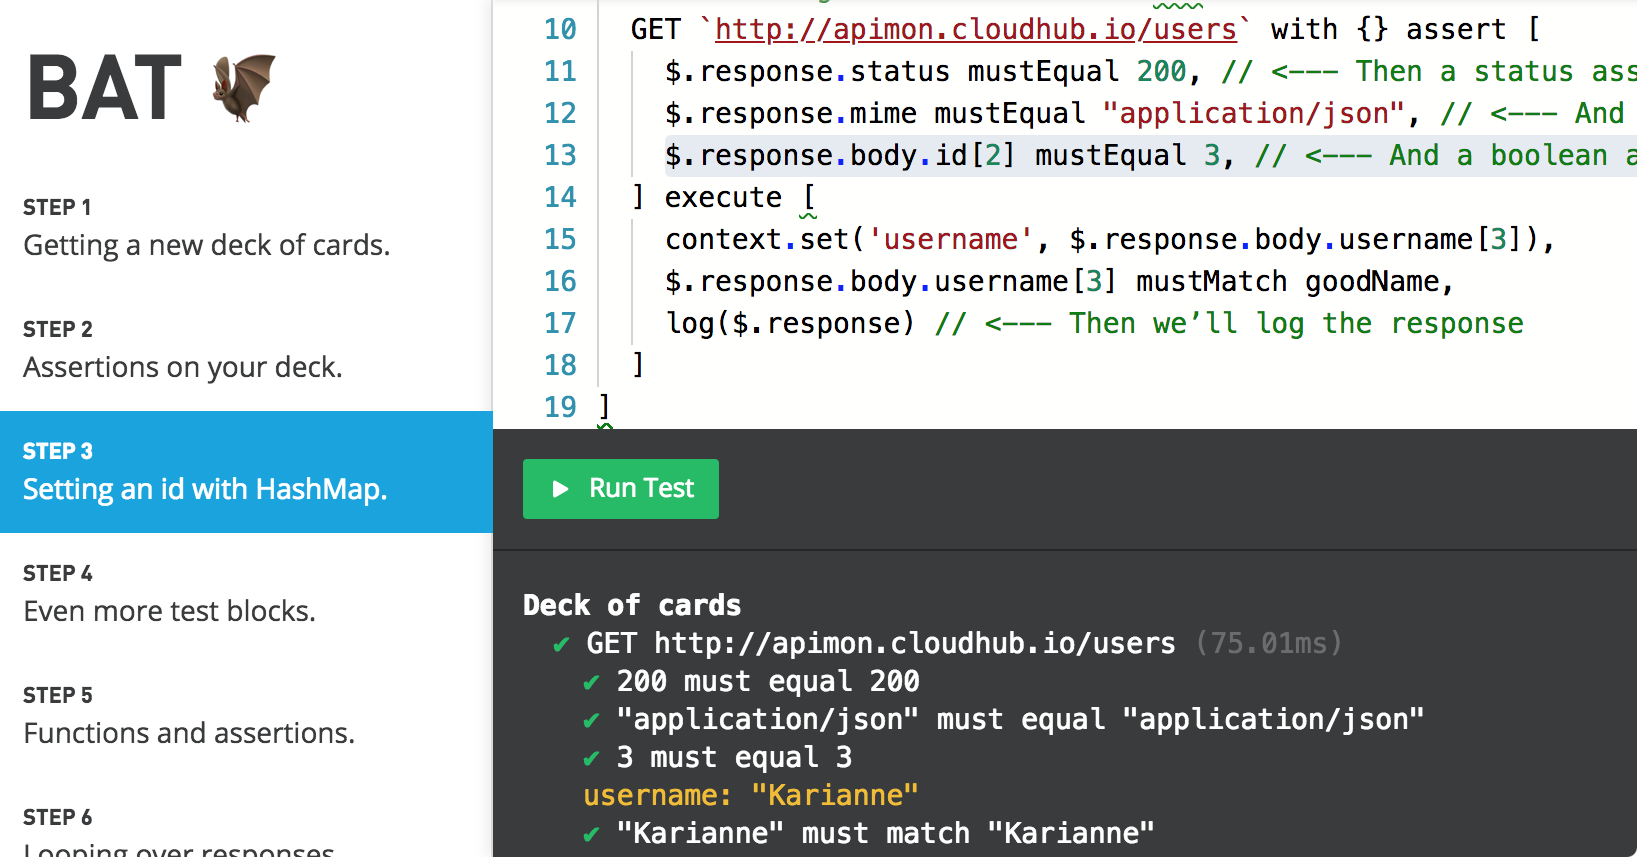 BAT
STEP 1
Getting a new deck of cards.
STEP 2
Assertions on your deck.
STEP 3
Setting an id with HashMap.
STEP 4
Even more test blocks.
STEP 5
Functions and assertions.
STEP 6
Looping over responses
10 GET `http://apimon.cloudhub.io/users` with {} assert [
11 $.response.status mustEqual 200, // <--- Then a status ass
12 $.response.mime mustEqual "application/json", // <--- And
13 $.response.body.id[2] mustEqual 3, // <--- And a boolean a
14 ] execute [
15 context.set('username', $.response.body.username[3]),
16 $.response.body.username[3] mustMatch goodName,
17 log($.response) // <--- Then we’ll log the response
18 ]
19 ]
Run Test
Deck of cards
✔ GET http://apimon.cloudhub.io/users (75.01ms)
✔ 200 must equal 200
✔ "application/json" must equal "application/json"
✔ 3 must equal 3
username: "Karianne"
✔ "Karianne" must match "Karianne"